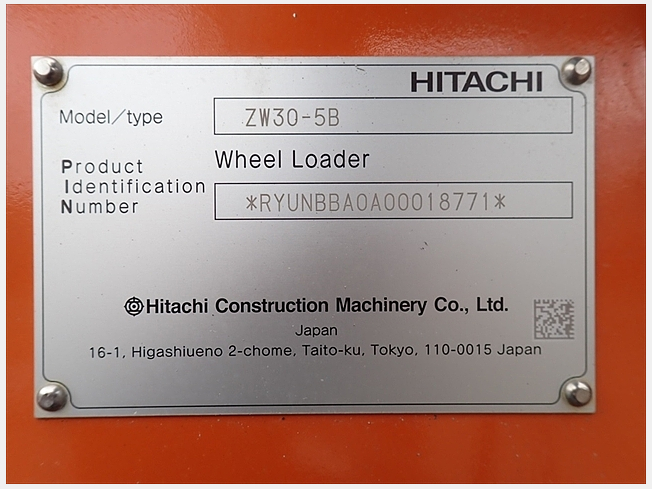 HITACHI
Model/type ZW30-5B
Wheel Loader
Product
Identification
Number *RYUNBBA0A00018771*
Hitachi Construction Machinery Co., Ltd.
Japan
16-1, Higashiueno 2-chome, Taito-ku, Tokyo, 110-0015 Japan